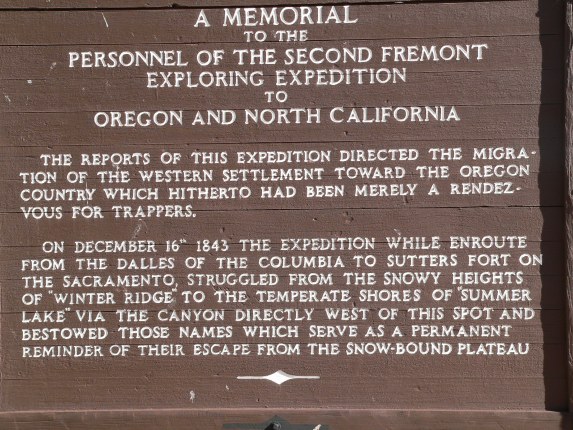 A MEMORIAL
TO THE
PERSONNEL OF THE SECOND FREMONT
EXPLORING EXPEDITION
TO
OREGON AND NORTH CALIFORNIA
THE REPORTS OF THIS EXPEDITION DIRECTED THE MIGRA-
TION OF THE WESTERN SETTLEMENT TOWARD THE OREGON
COUNTRY WHICH HITHERTO HAD BEEN MERELY A RENDEZ-
VOUS FOR TRAPPERS.
ON DECEMBER 16TH 1843 THE EXPEDITION WHILE ENROUTE
FROM THE DALLES OF THE COLUMBIA TO SUTTERS FORT ON
THE SACRAMENTO, STRUGGLED FROM THE SNOWY HEIGHTS
OF "WINTER RIDGE" TO THE TEMPERATE SHORES OF "SUMMER
LAKE" VIA THE CANYON DIRECTLY WEST OF THIS SPOT AND
BESTOWED THOSE NAMES WHICH SERVE AS A PERMANENT
REMINDER OF THEIR ESCAPE FROM THE SNOW-BOUND PLATEAU